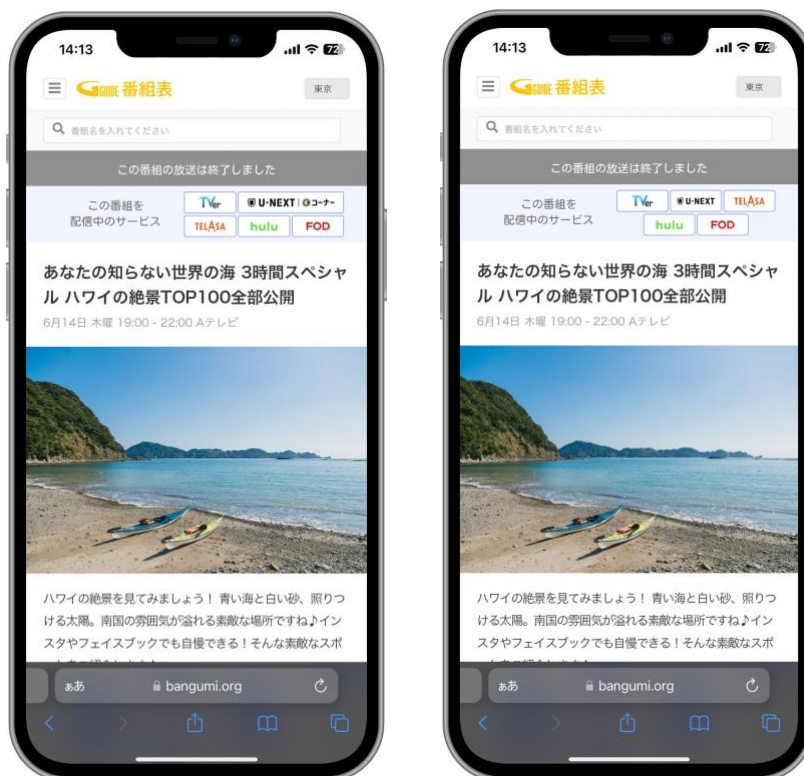 14:13
72
GGUIDE 番組表
東京
番組名を入れてください
この番組の放送は終了しました
この番組を
配信中のサービス
TVer
U-NEXT | Gコーナー
TELASA
hulu
FOD
あなたの知らない世界の海 3時間スペシャ
ル ハワイの絶景TOP100全部公開
6月14日 木曜 19:00 - 22:00 Aテレビ
ハワイの絶景を見てみましょう！ 青い海と白い砂、照りつ
ける太陽。南国の雰囲気が溢れる素敵な場所ですね♪イン
スタやフェイスブックでも自慢できる！そんな素敵なスポ
ああ
bangumi.org
14:13
72
GGUIDE 番組表
東京
番組名を入れてください
この番組の放送は終了しました
この番組を
配信中のサービス
TVer
U-NEXT
TELASA
hulu
FOD
あなたの知らない世界の海 3時間スペシャ
ル ハワイの絶景TOP100全部公開
6月14日 木曜 19:00 - 22:00 Aテレビ
ハワイの絶景を見てみましょう！ 青い海と白い砂、照りつ
ける太陽。南国の雰囲気が溢れる素敵な場所ですね♪イン
スタやフェイスブックでも自慢できる！そんな素敵なスポ
ああ
bangumi.org